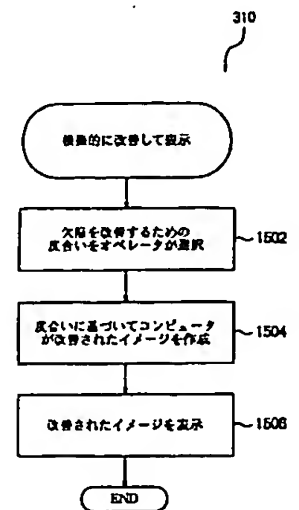 310
機換的に改善して表示
欠陥を改善するための
度合いをオペレータが選択
1502
度合いに基づいてコンピュータ
が改善されたイメージを作成
1504
改善されたイメージを表示
1506
END